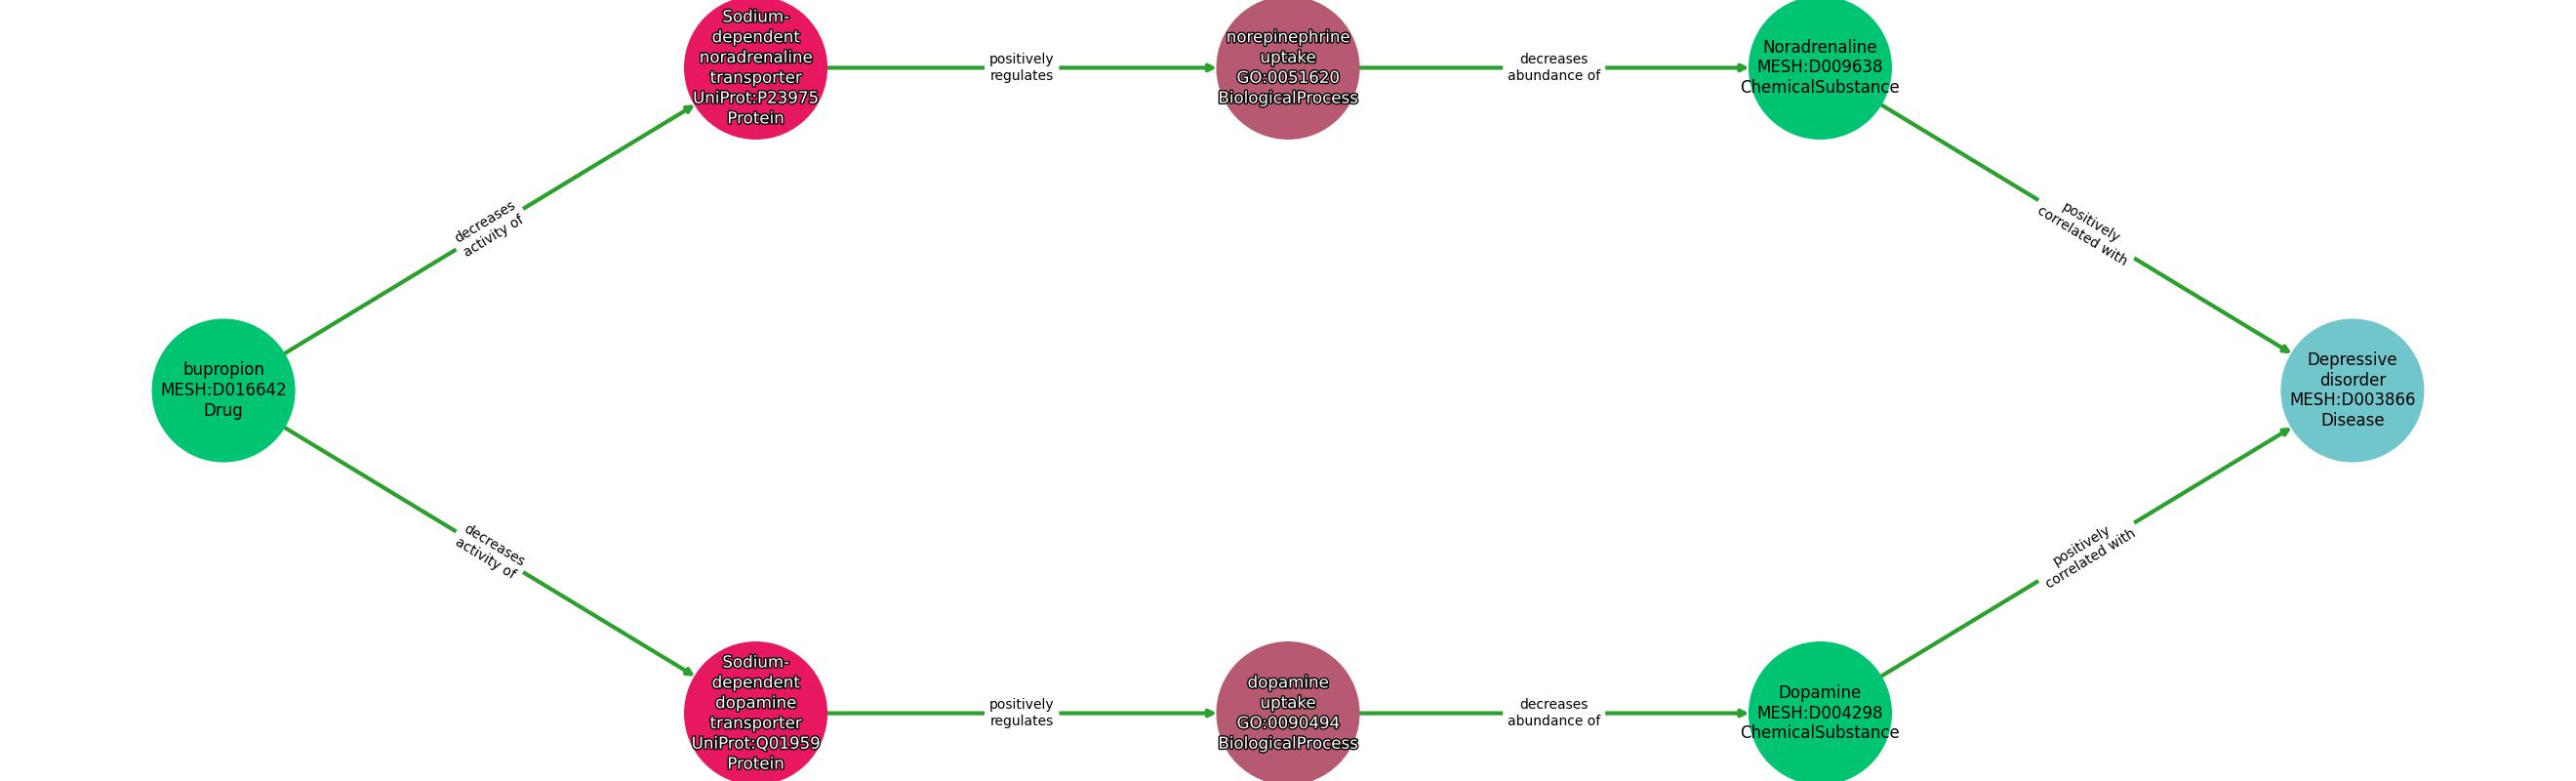 Sodium-
dependent
noradrenaline
transporter
UniProt:P23975
Protein
positively
regulates
norepinephrine
uptake
GO:0051620
BiologicalProcess
decreases
abundance of
Noradrenaline
MESH:D009638
ChemicalSubstance
decreases
activity of
positively
correlated with
bupropion
MESH:D016642
Drug
Depressive
disorder
MESH:D003866
Disease
decreases
activity of
positively
correlated with
Sodium-
dependent
dopamine
transporter
UniProt:Q01959
Protein
positively
regulates
dopamine
uptake
GO:0090494
BiologicalProcess
decreases
abundance of
Dopamine
MESH:D004298
ChemicalSubstance